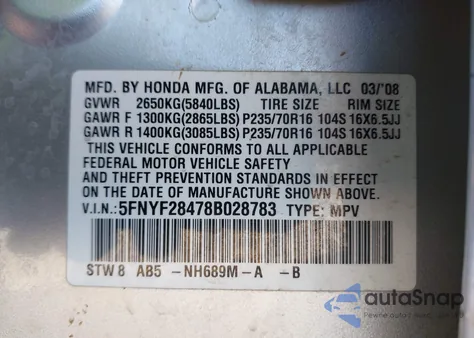 MFD. BY HONDA MFG. OF ALABAMA, LLC 03/'08
GVWR 2650KG(5840LBS) TIRE SIZE RIM SIZE
GAWR F 1300KG(2865LBS) P235/70R16 104S 16X6.5JJ
GAWR R 1400KG(3085LBS) P235/70R16 104S 16X6.5JJ
THIS VEHICLE CONFORMS TO ALL APPLICABLE
FEDERAL MOTOR VEHICLE SAFETY
AND THEFT PREVENTION STANDARDS IN EFFECT
ON THE DATE OF MANUFACTURE SHOWN ABOVE.
V.I.N.: 5FNYF28478B028783 TYPE: MPV
STW8 AB5 -NH689M-A -B
autoSnap